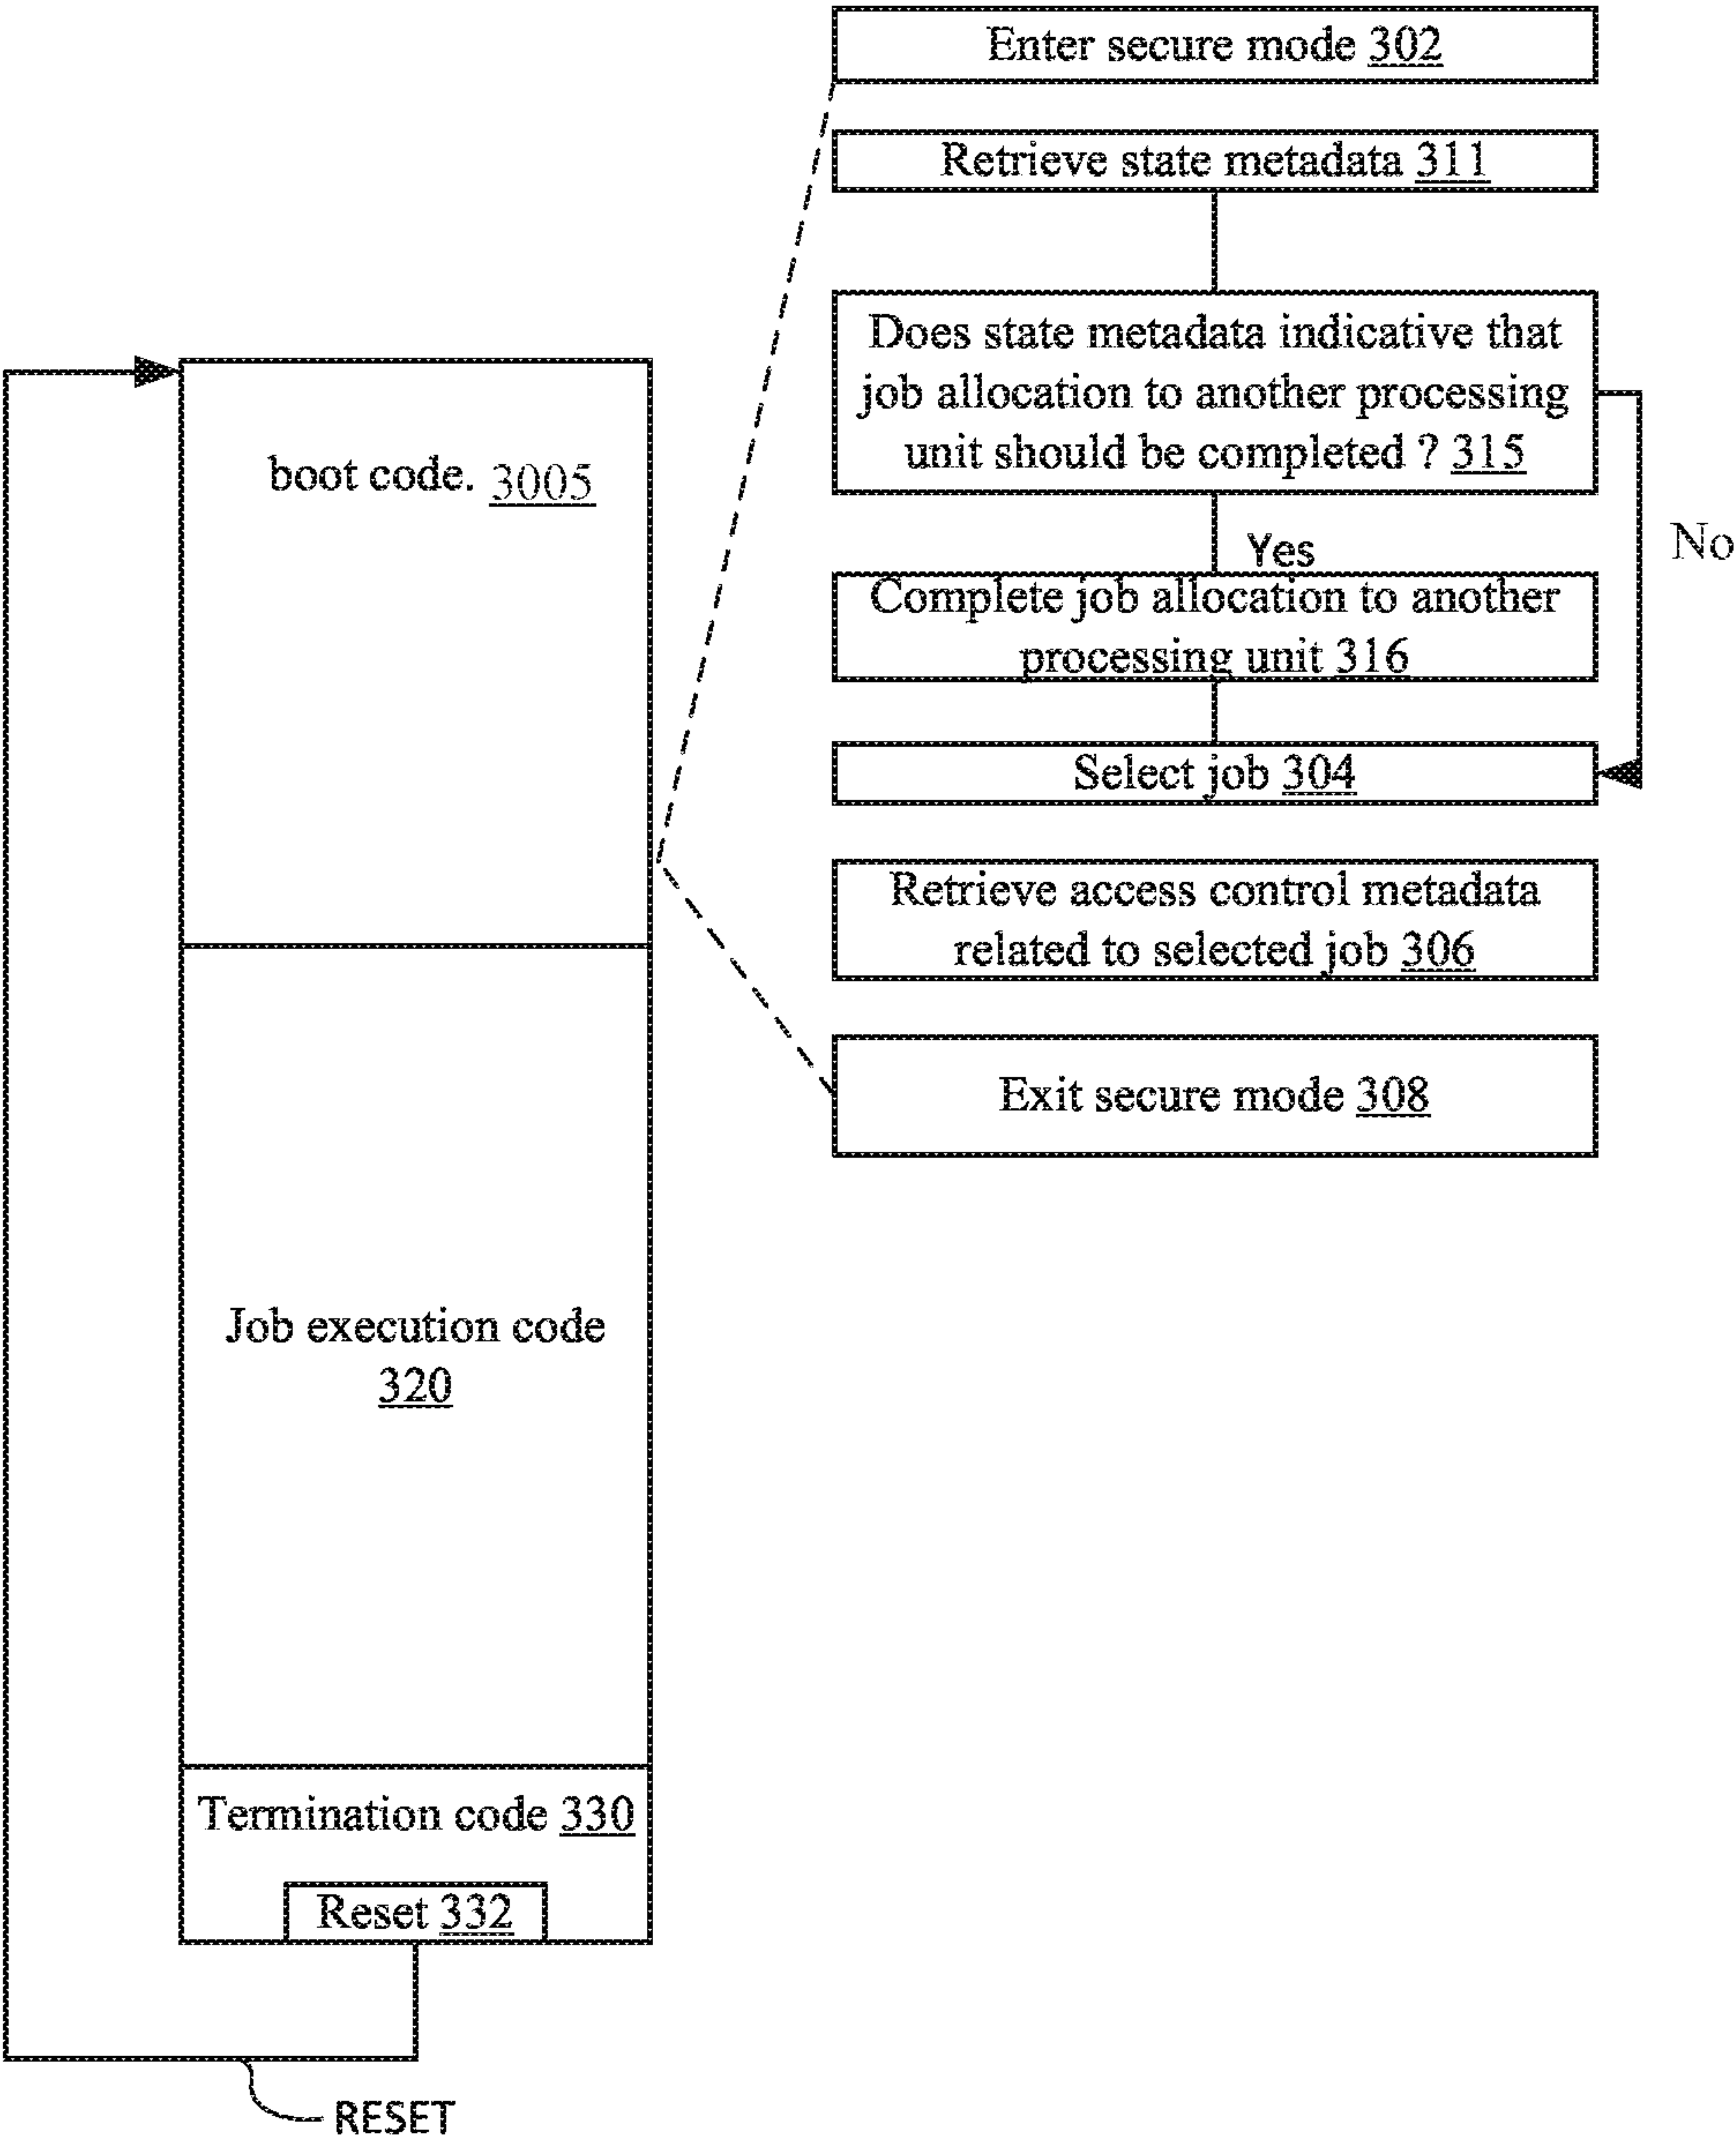 Enter secure mode 302
Retrieve state metadata 311
Does state metadata indicative that
job allocation to another processing
unit should be completed ? 315
No
Yes
Complete job allocation to another
processing unit 316
Select job 304
Retrieve access control metadata
related to selected job 306
Exit secure mode 308
boot code. 3005
Job execution code
320
Termination code 330
Reset 332
RESET